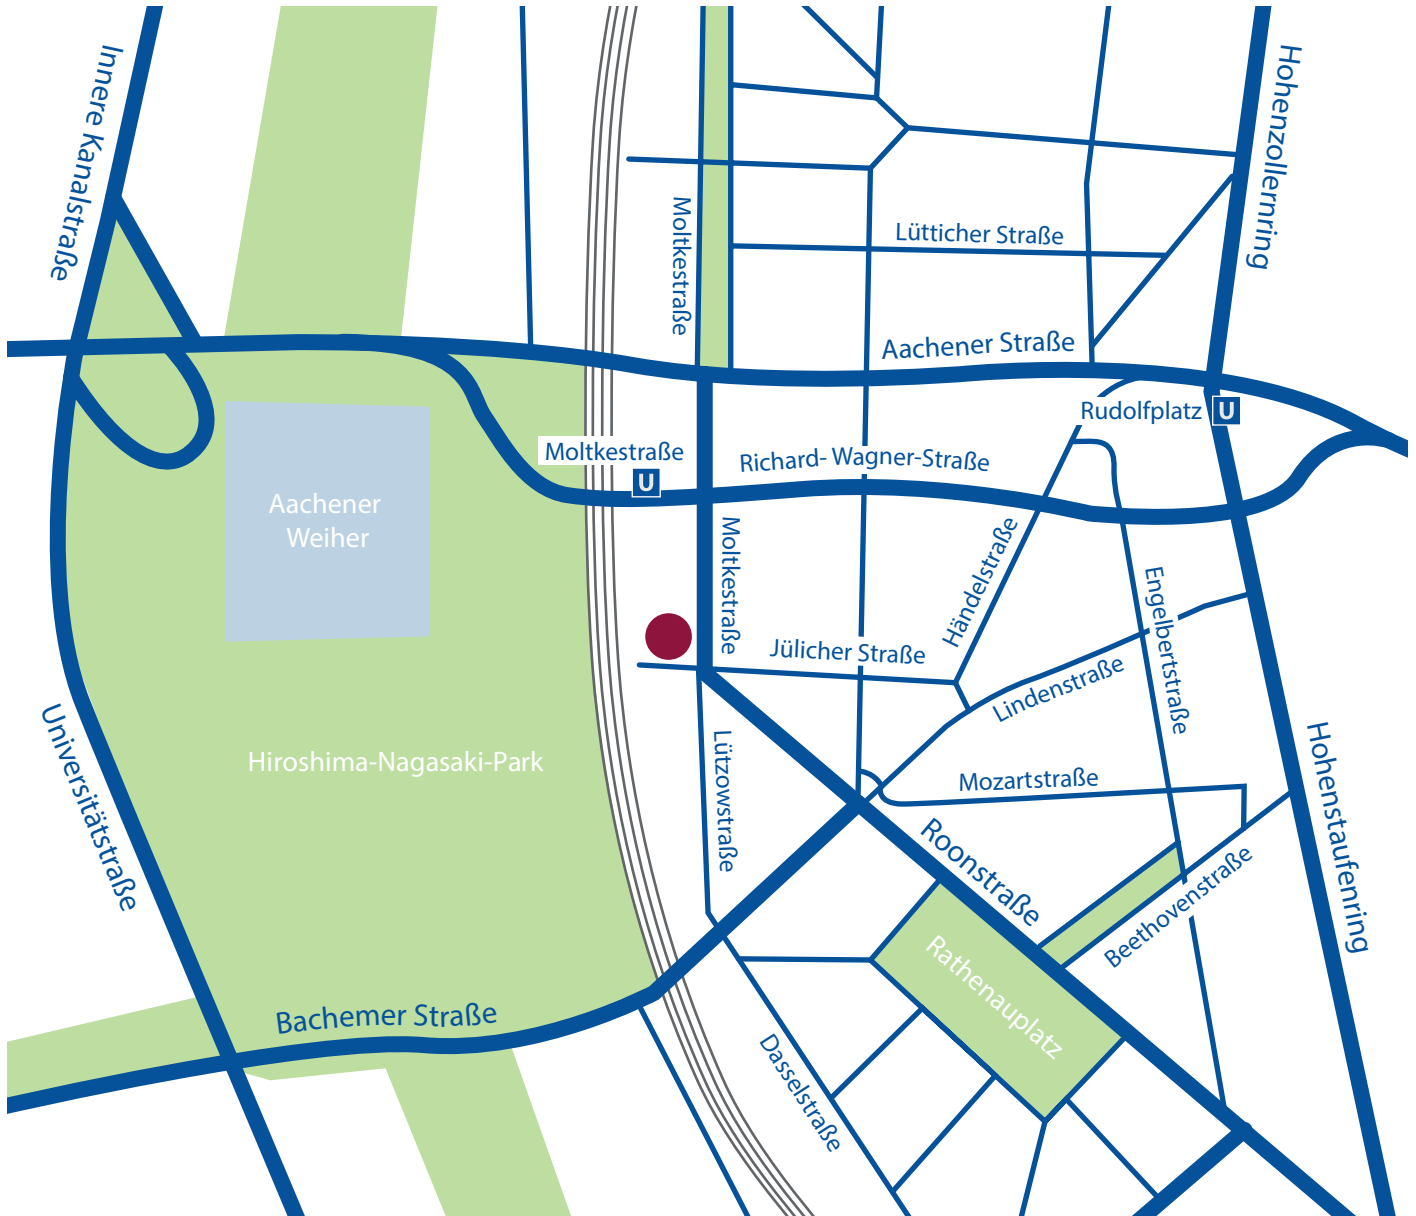 Innere Kanalstraße
Hohenzollernring
Moltkestraße
Lütticher Straße
Aachener Straße
Rudolfplatz
U
Moltkestraße
U
Richard- Wagner-Straße
Aachener
Weiher
Moltkestraße
Händelstraße
Engelbertstraße
Jülicher Straße
Lindenstraße
Universitätstraße
Hiroshima-Nagasaki-Park
Lützowstraße
Mozartstraße
Hohenstaufenring
Roonstraße
Beethovenstraße
Rathenauplatz
Bachemer Straße
Dasselstraße